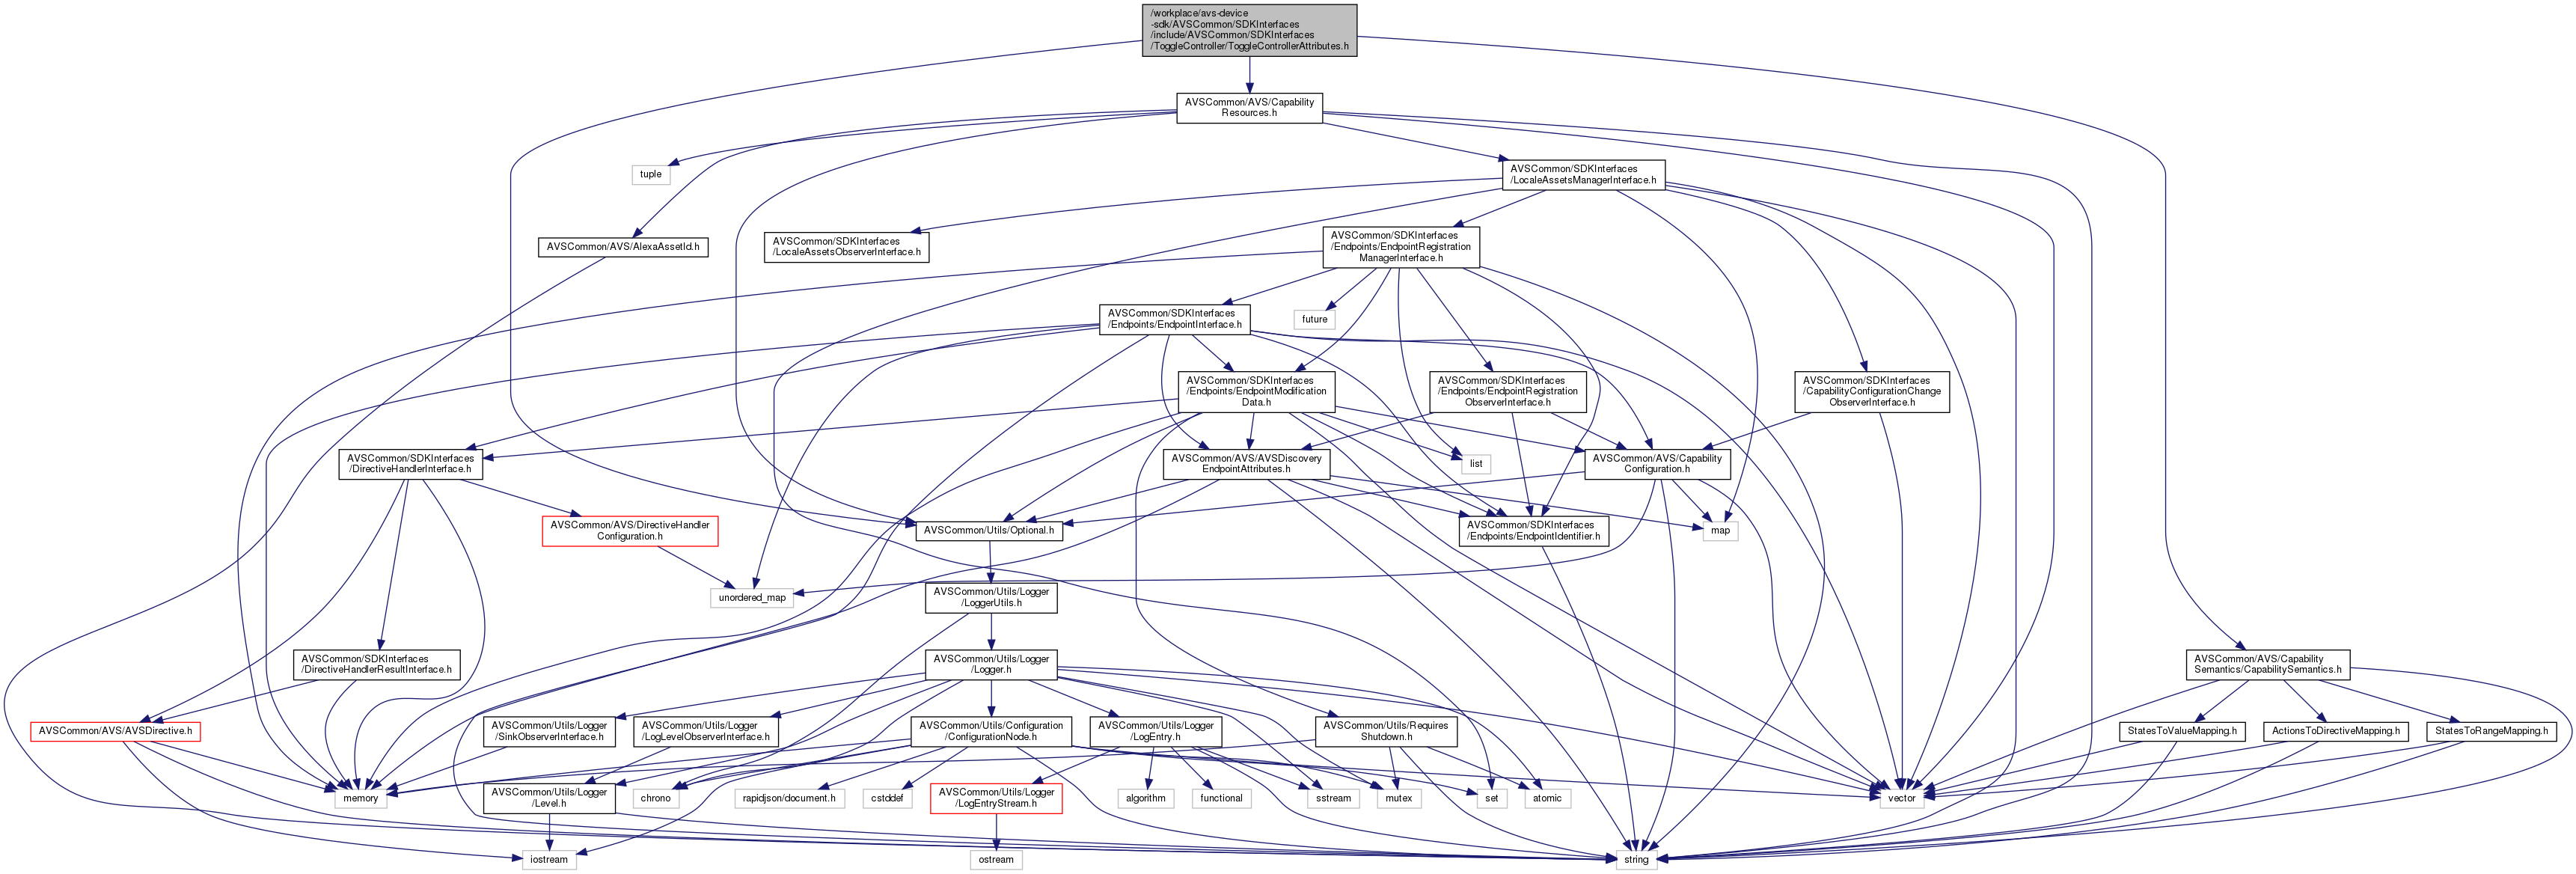 /workplace/avs-device
-sdk/AVSCommon/SDKInterfaces
/include/AVSCommon/SDKInterfaces
/ToggleController/ToggleControllerAttributes.h
AVSCommon/AVS/Capability
Resources.h
tuple
AVSCommon/SDKInterfaces
/LocaleAssetsManagerInterface.h
AVSCommon/AVS/AlexaAssetId.h
AVSCommon/SDKInterfaces
/LocaleAssetsObserverInterface.h
AVSCommon/SDKInterfaces
/Endpoints/EndpointRegistration
ManagerInterface.h
AVSCommon/SDKInterfaces
/Endpoints/EndpointInterface.h
future
AVSCommon/SDKInterfaces
/Endpoints/EndpointModification
Data.h
AVSCommon/SDKInterfaces
/Endpoints/EndpointRegistration
ObserverInterface.h
AVSCommon/SDKInterfaces
/CapabilityConfigurationChange
ObserverInterface.h
AVSCommon/SDKInterfaces
/DirectiveHandlerInterface.h
AVSCommon/AVS/AVSDiscovery
EndpointAttributes.h
list
AVSCommon/AVS/Capability
Configuration.h
AVSCommon/AVS/DirectiveHandler
Configuration.h
AVSCommon/Utils/Optional.h
AVSCommon/SDKInterfaces
/Endpoints/EndpointIdentifier.h
map
unordered_map
AVSCommon/Utils/Logger
/LoggerUtils.h
AVSCommon/SDKInterfaces
/DirectiveHandlerResultInterface.h
AVSCommon/Utils/Logger
/Logger.h
AVSCommon/AVS/Capability
Semantics/CapabilitySemantics.h
AVSCommon/AVS/AVSDirective.h
AVSCommon/Utils/Logger
/SinkObserverInterface.h
AVSCommon/Utils/Logger
/LogLevelObserverInterface.h
AVSCommon/Utils/Configuration
/ConfigurationNode.h
AVSCommon/Utils/Logger
/LogEntry.h
AVSCommon/Utils/Requires
Shutdown.h
StatesToValueMapping.h
ActionsToDirectiveMapping.h
StatesToRangeMapping.h
memory
AVSCommon/Utils/Logger
/Level.h
chrono
rapidjson/document.h
cstddef
AVSCommon/Utils/Logger
/LogEntryStream.h
algorithm
functional
sstream
mutex
set
atomic
vector
iostream
ostream
string